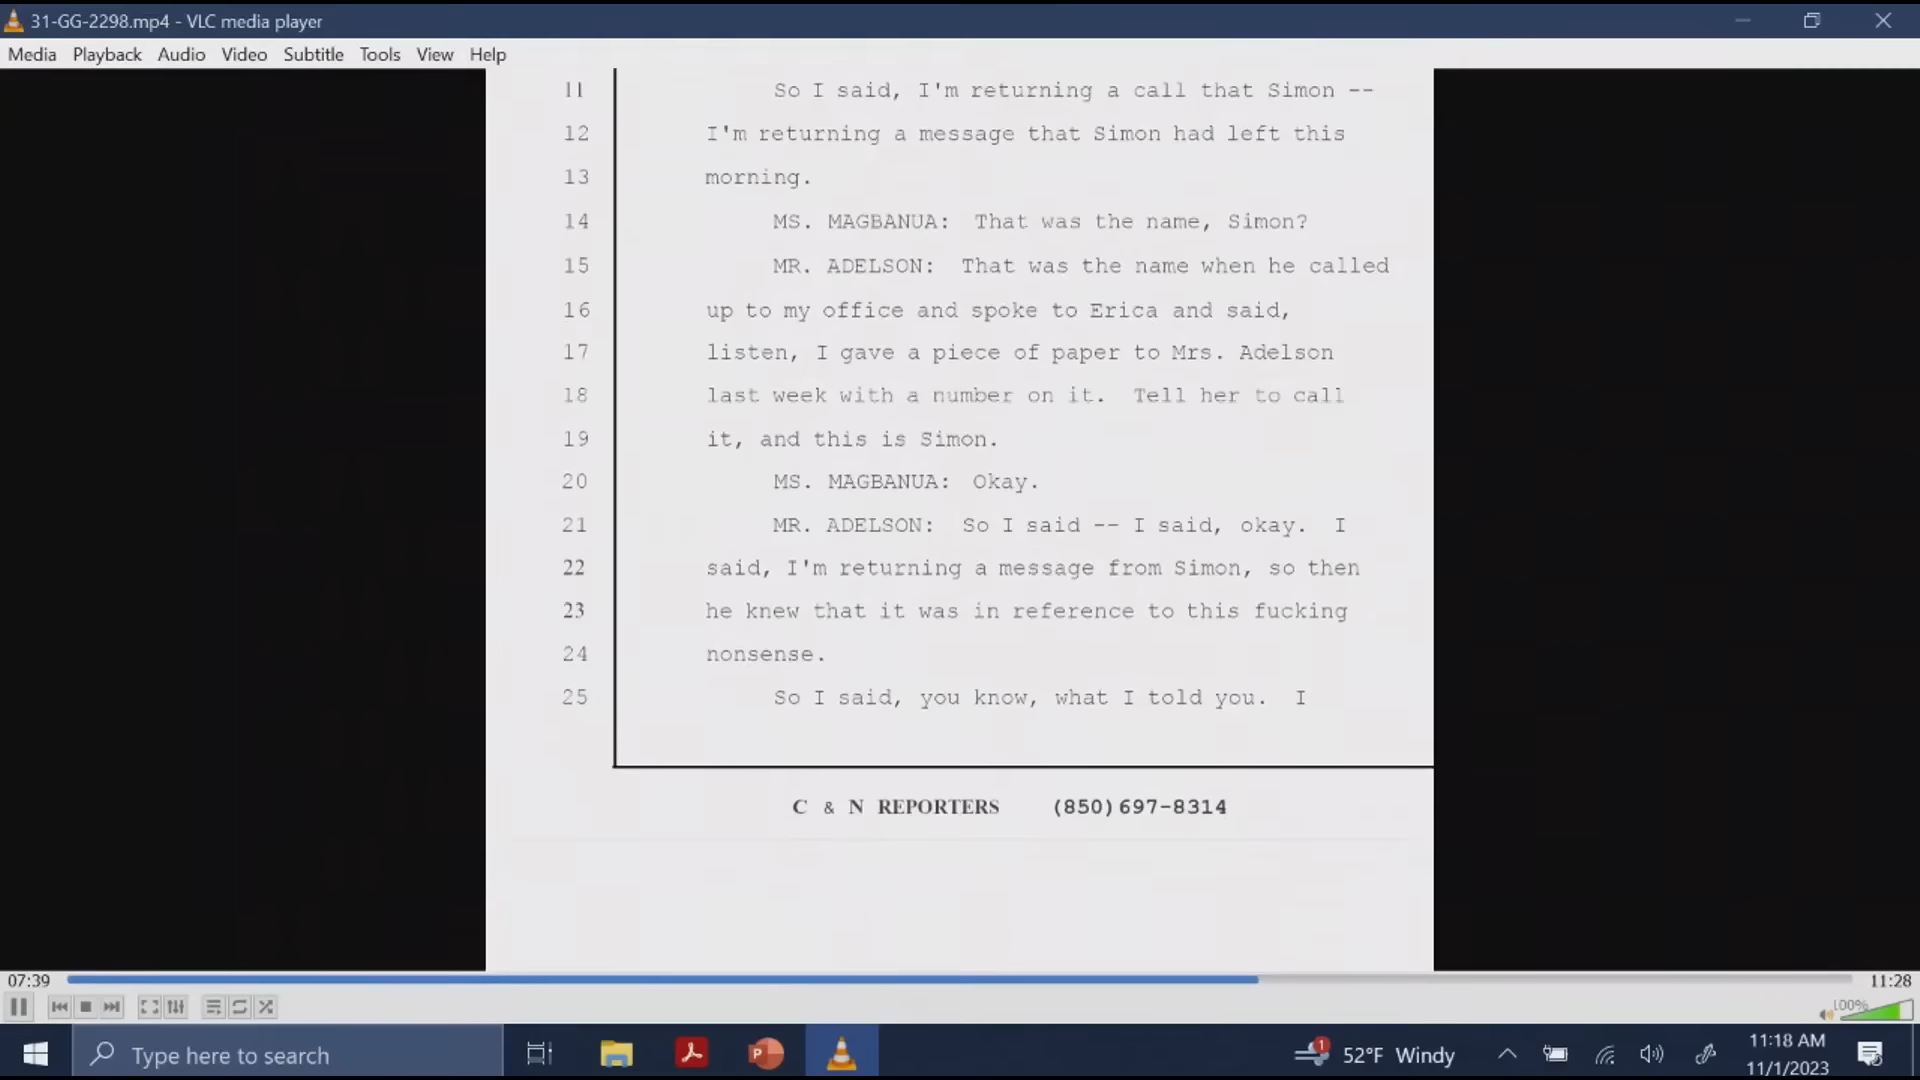 31-GG-2298.mp4 - VLC media player
Media Playback Audio Video Subtitle Tools View Help
11 So I said, I'm returning a call that Simon --
12 I'm returning a message that Simon had left this
13 morning.
14 MS. MAGBANUA: That was the name, Simon?
15 MR. ADELSON: That was the name when he called
16 up to my office and spoke to Erica and said,
17 listen, I gave a piece of paper to Mrs. Adelson
18 last week with a number on it. Tell her to call
19 it, and this is Simon.
20 MS. MAGBANUA: Okay.
21 MR. ADELSON: So I said -- I said, okay. I
22 said, I'm returning a message from Simon, so then
23 he knew that it was in reference to this fucking
24 nonsense.
25 So I said, you know, what I told you. I
C & N REPORTERS (850)697-8314
07:39 11:28
100%
Type here to search
P
1
52°F Windy
11:18 AM
11/1/2023